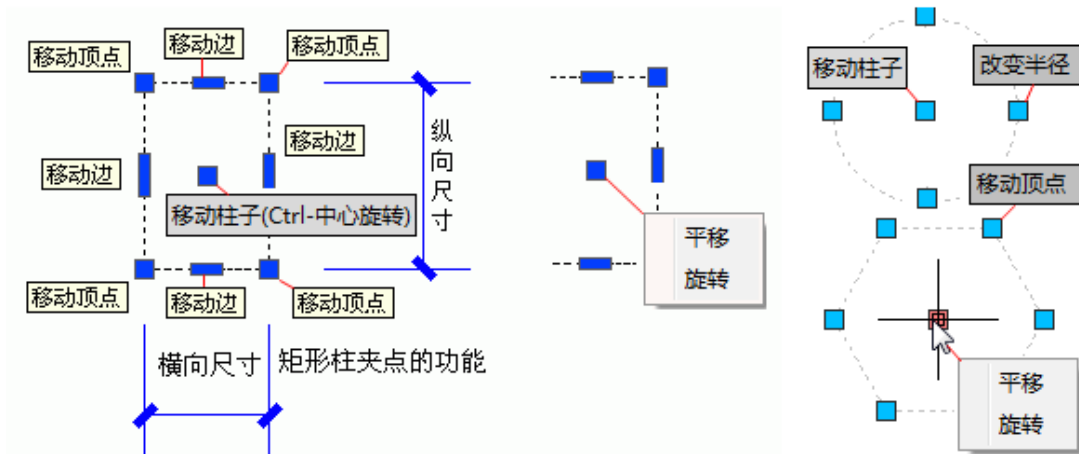 移动顶点
移动边
移动顶点
移动边
移动边
移动柱子(Ctrl-中心旋转)
移动顶点
移动边
移动顶点
纵向尺寸
横向尺寸
矩形柱夹点的功能
平移
旋转
移动柱子
改变半径
移动顶点
平移
旋转